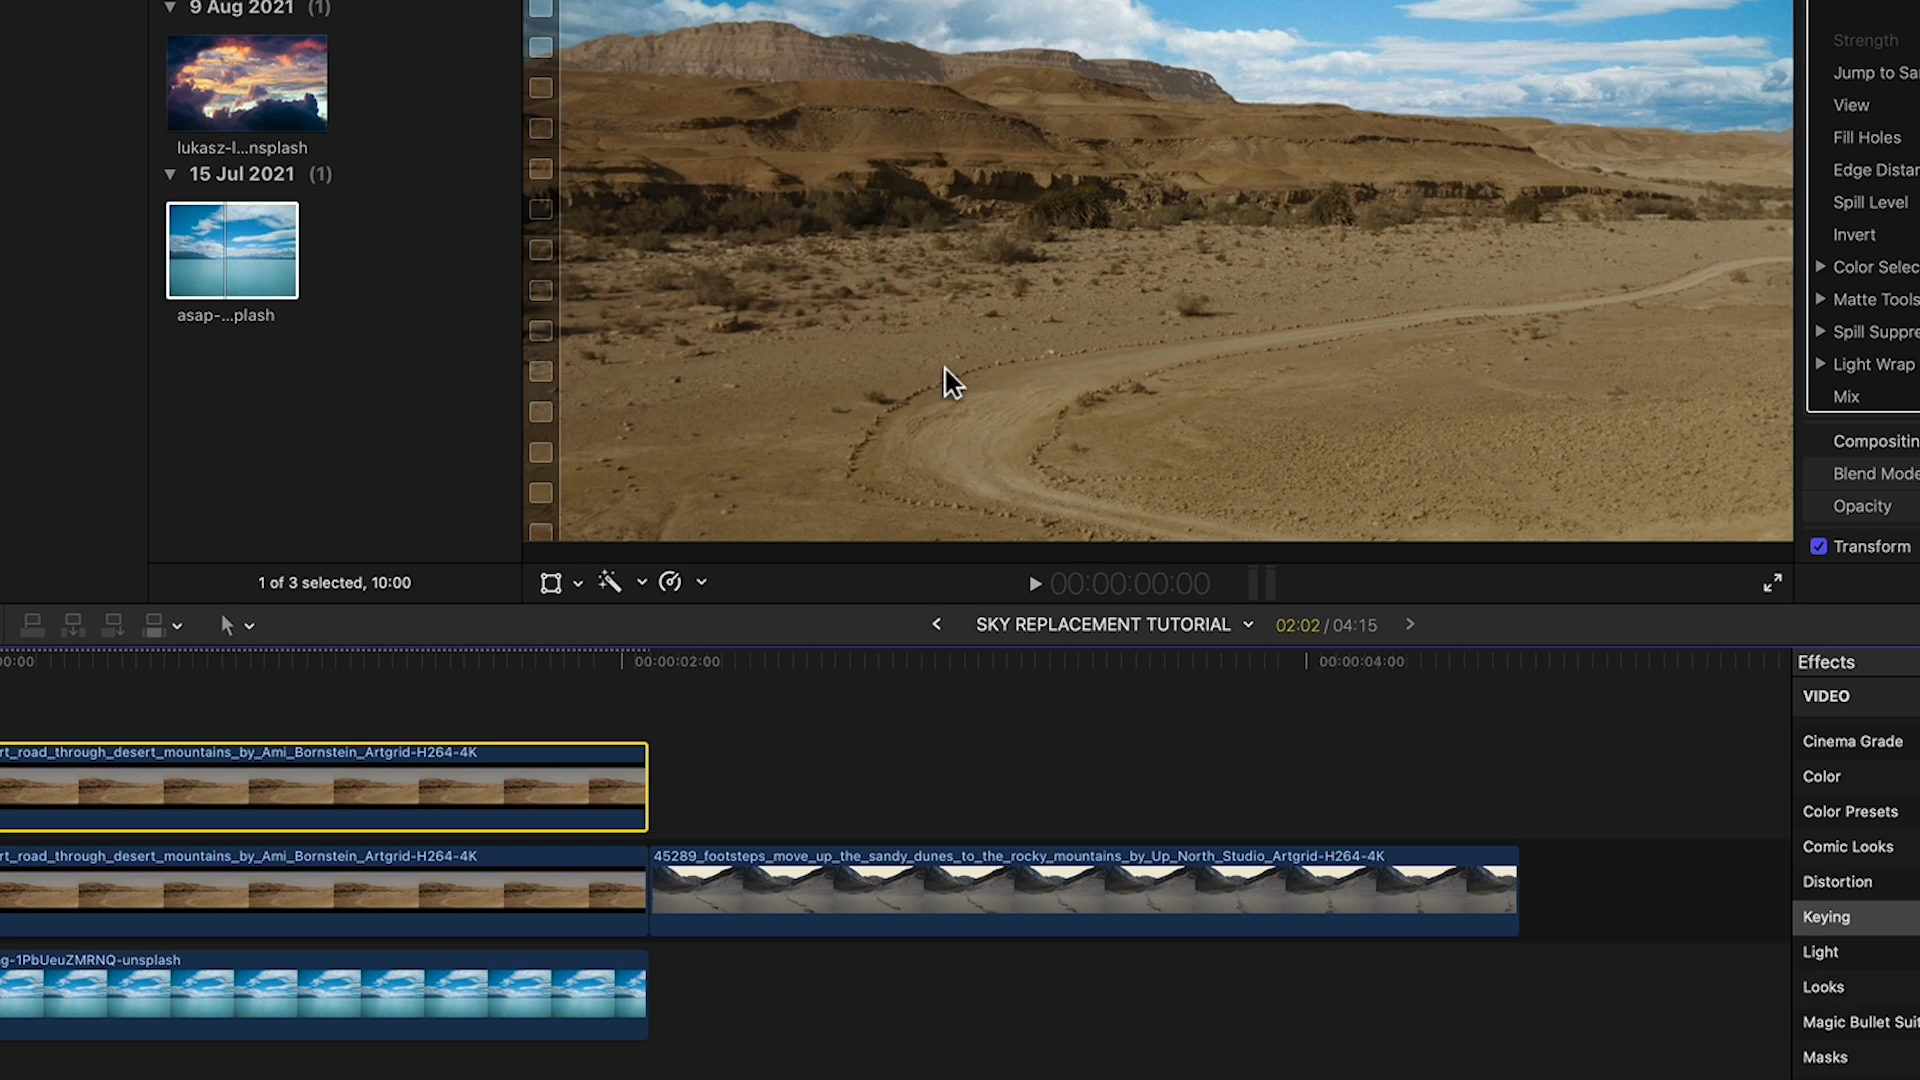 9 Aug 2021 (1)
lukasz-l...nsplash
15 Jul 2021 (1)
asap-...plash
1 of 3 selected, 10:00
00:00:00:00
Strength
Jump to Sa
View
Fill Holes
Edge Distan
Spill Level
Invert
Color Selec
Matte Tools
Spill Suppre
Light Wrap
Mix
Compositin
Blend Mode
Opacity
Transform
SKY REPLACEMENT TUTORIAL
02:02 / 04:15
00:00
00:00:02:00
00:00:04:00
rt_road_through_desert_mountains_by_Ami_Bornstein_Artgrid-H264-4K
rt_road_through_desert_mountains_by_Ami_Bornstein_Artgrid-H264-4K
45289_footsteps_move_up_the_sandy_dunes_to_the_rocky_mountains_by_Up_North_Studio_Artgrid-H264-4K
g-1PbUeuZMRNQ-unsplash
Effects
VIDEO
Cinema Grade
Color
Color Presets
Comic Looks
Distortion
Keying
Light
Looks
Magic Bullet Suit
Masks